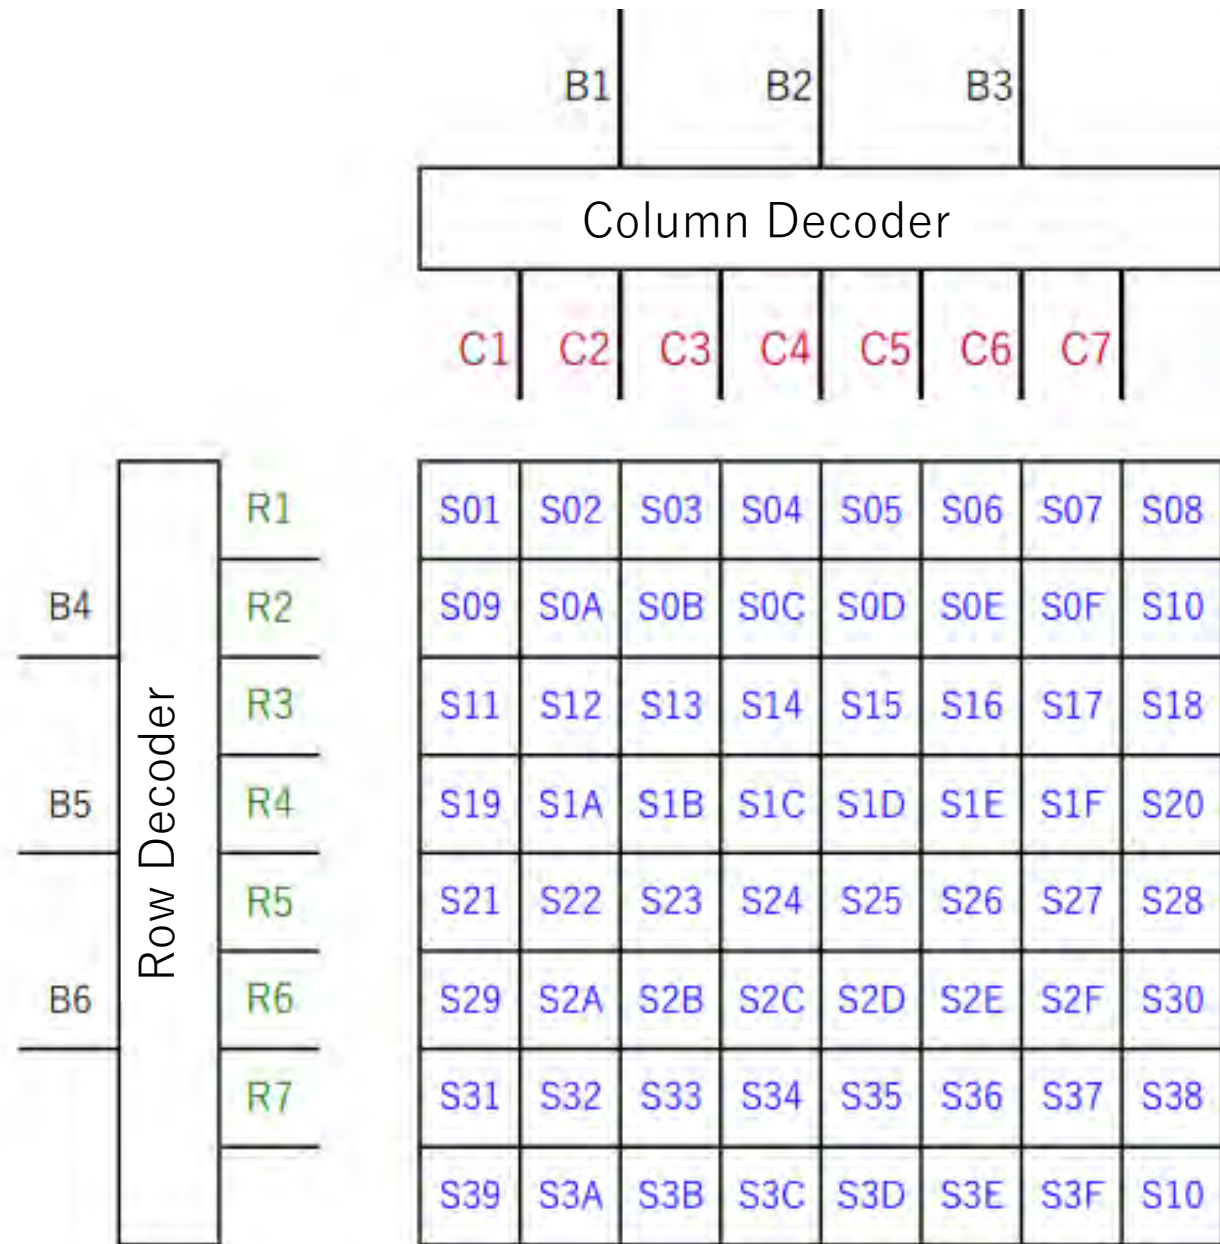 B1 B2 B3
Column Decoder
C1 C2 C3 C4 C5 C6 C7
R1 S01 S02 S03 S04 S05 S06 S07 S08
B4 R2 S09 S0A S0B S0C S0D S0E S0F S10
R3 S11 S12 S13 S14 S15 S16 S17 S18
B5 R4 S19 S1A S1B S1C S1D S1E S1F S20
R5 S21 S22 S23 S24 S25 S26 S27 S28
B6 R6 S29 S2A S2B S2C S2D S2E S2F S30
R7 S31 S32 S33 S34 S35 S36 S37 S38
S39 S3A S3B S3C S3D S3E S3F S10
Row Decoder